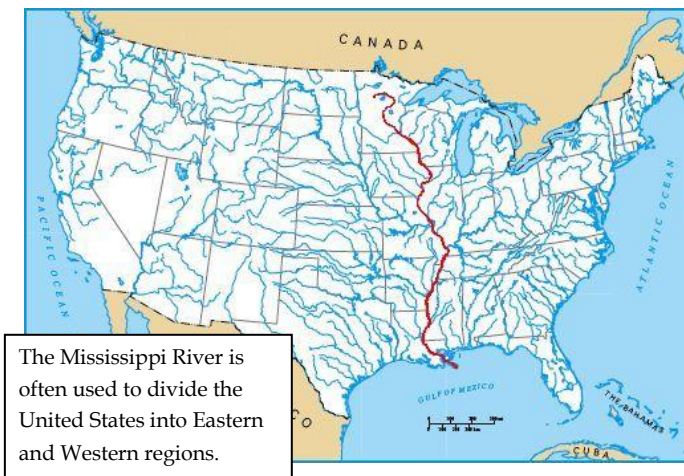 CANADA
PACIFIC OCEAN
ATLANTIC OCEAN
The Mississippi River is
often used to divide the
United States into Eastern
and Western regions.
CO
GULF OF MEXICO
THE BAHAMAS
CUBA